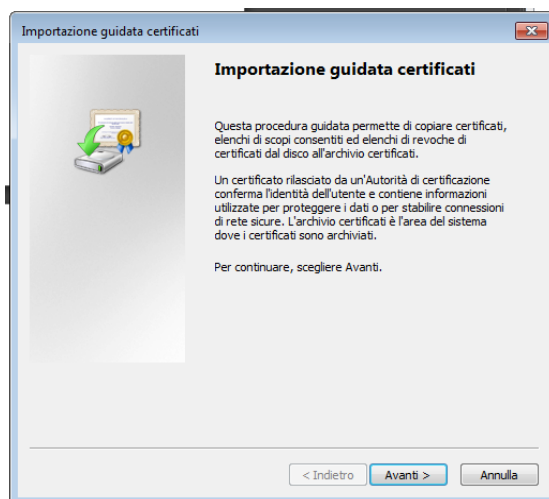 Importazione guidata certificati
Importazione guidata certificati
Questa procedura guidata permette di copiare certificati,
elenchi di scopi consentiti ed elenchi di revoche di
certificati dal disco all'archivio certificati.
Un certificato rilasciato da un'Autorità di certificazione
conferma l'identità dell'utente e contiene informazioni
utilizzate per proteggere i dati o per stabilire connessioni
di rete sicure. L'archivio certificati è l'area del sistema
dove i certificati sono archiviati.
Per continuare, scegliere Avanti.
< Indietro Avanti > Annulla